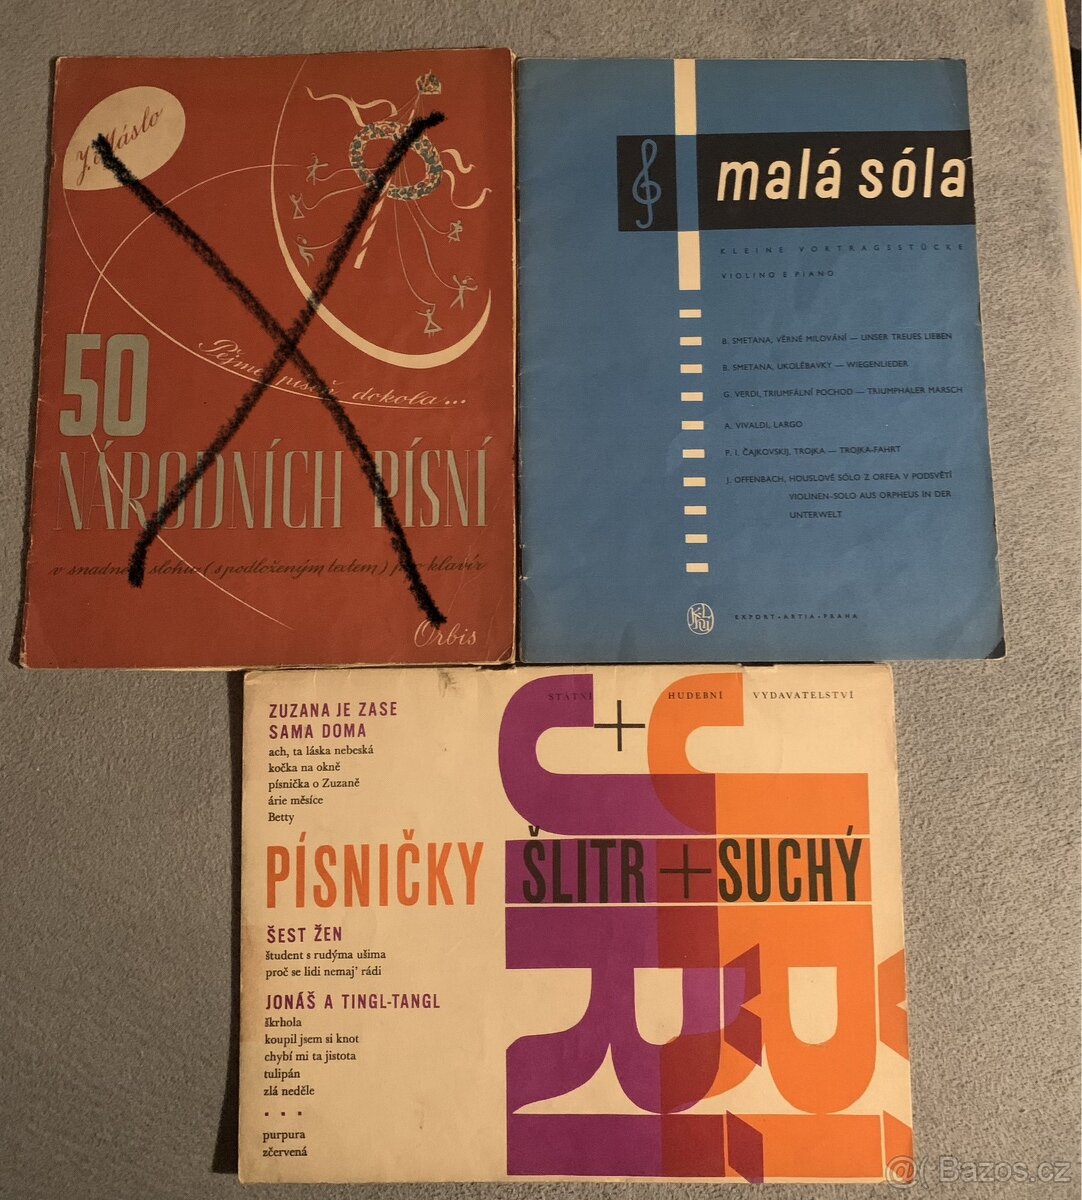 J. Máslo
Pějme píseň dokola...
50
NÁRODNÍCH PÍSNÍ
v snadném slohu (s podloženým textem) pro klavír
Orbis
malá sóla
KLEINE VORTRAGSSTÜCKE
VIOLINO E PIANO
B. SMETANA, VĚRNÉ MILOVÁNÍ — UNSER TREUES LIEBEN
B. SMETANA, UKOLÉBAVKY — WIEGENLIEDER
G. VERDI, TRIUMFÁLNÍ POCHOD — TRIUMPHALER MARSCH
A. VIVALDI, LARGO
P. I. ČAJKOVSKIJ, TROJKA — TROJKA-FAHRT
J. OFFENBACH, HOUSLOVÉ SÓLO Z ORFEA V PODSVĚTÍ
VIOLINEN-SOLO AUS ORPHEUS IN DER
UNTERWELT
EXPORT · ARTIA · PRAHA
STÁTNÍ HUDEBNÍ VYDAVATELSTVÍ
ZUZANA JE ZASE
SAMA DOMA
ach, ta láska nebeská
kočka na okně
písnička o Zuzaně
árie měsíce
Betty
PÍSNIČKY ŠLITR + SUCHÝ
JIŘÍ + JIŘÍ
ŠEST ŽEN
študent s rudýma ušima
proč se lidi nemaj' rádi
JONÁŠ A TINGL-TANGL
škrhola
koupil jsem si knot
chybí mi ta jistota
tulipán
zlá neděle
...
purpura
zčervená
@( Bazos.cz